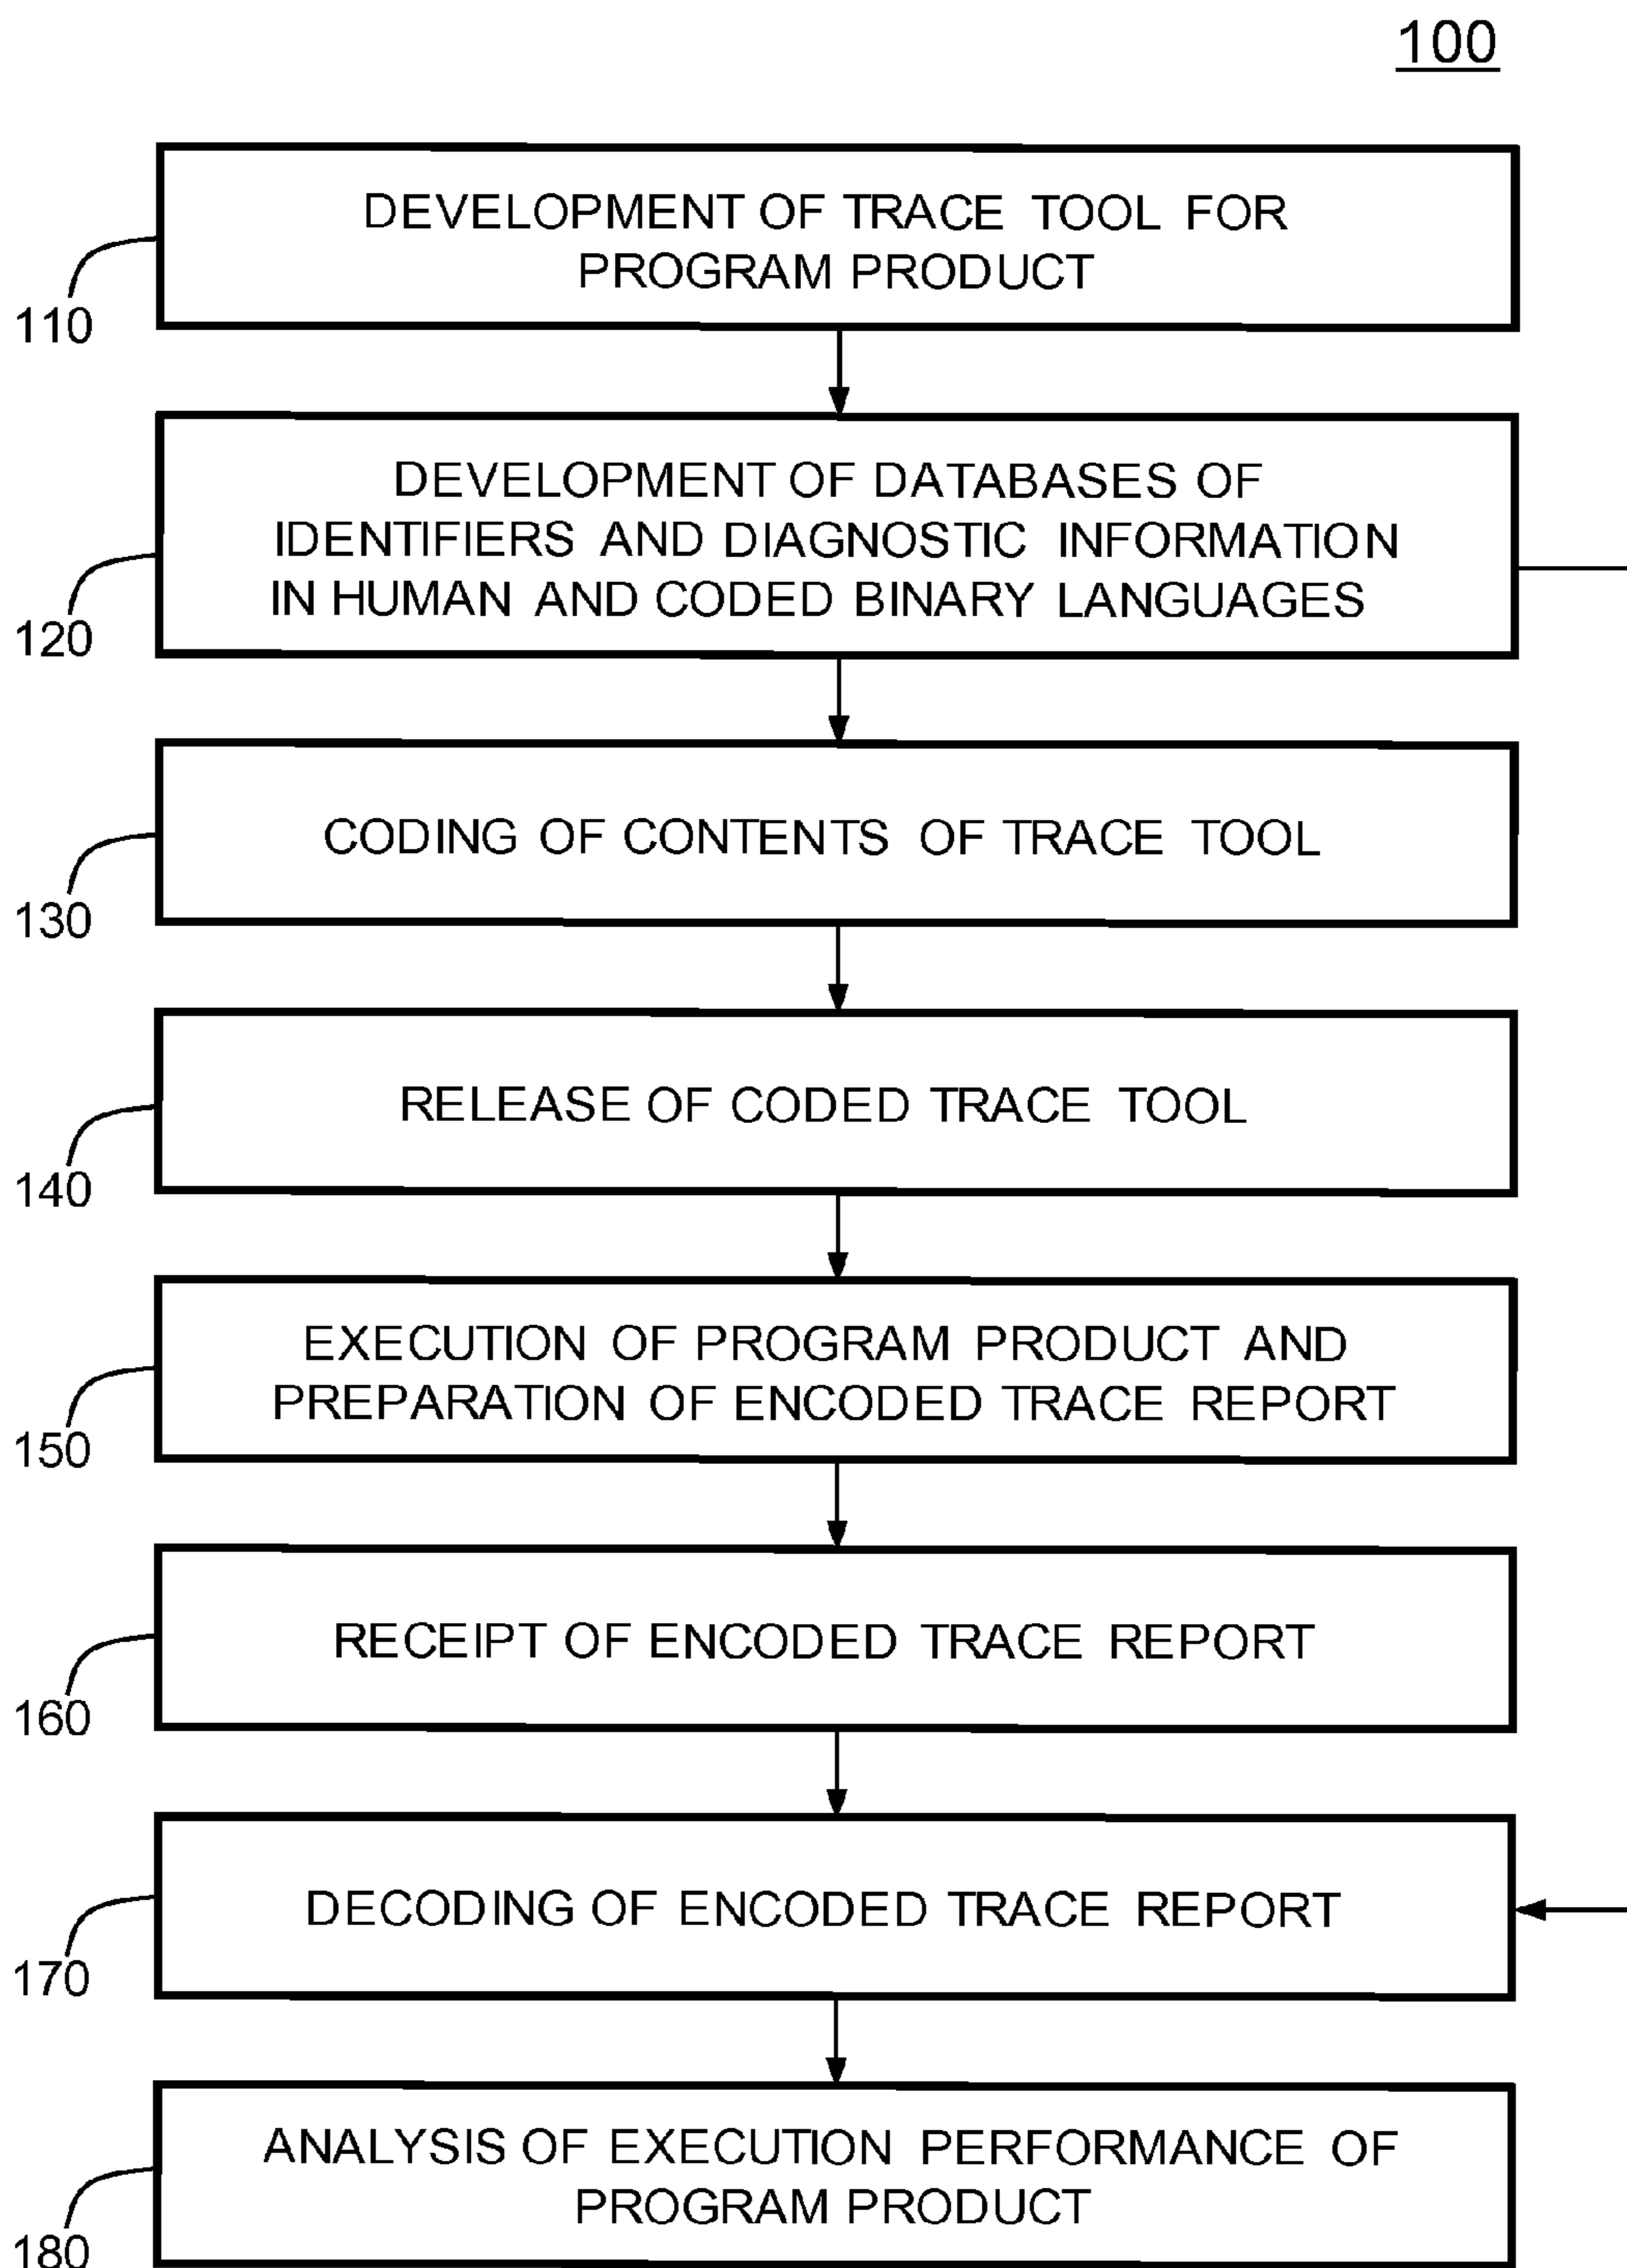 100
DEVELOPMENT OF TRACE TOOL FOR
PROGRAM PRODUCT
110
DEVELOPMENT OF DATABASES OF
IDENTIFIERS AND DIAGNOSTIC INFORMATION
IN HUMAN AND CODED BINARY LANGUAGES
120
CODING OF CONTENTS OF TRACE TOOL
130
RELEASE OF CODED TRACE TOOL
140
EXECUTION OF PROGRAM PRODUCT AND
PREPARATION OF ENCODED TRACE REPORT
150
RECEIPT OF ENCODED TRACE REPORT
160
DECODING OF ENCODED TRACE REPORT
170
ANALYSIS OF EXECUTION PERFORMANCE OF
PROGRAM PRODUCT
180